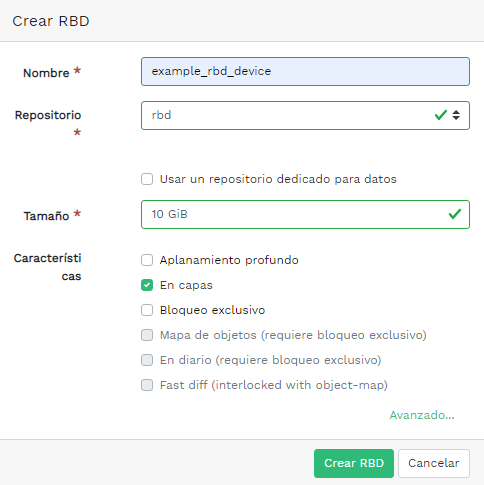 Crear RBD
Nombre *
example_rbd_device
Repositorio
*
rbd
Usar un repositorio dedicado para datos
Tamaño *
10 GiB
Característi
cas
Aplanamiento profundo
En capas
Bloqueo exclusivo
Mapa de objetos (requiere bloqueo exclusivo)
En diario (requiere bloqueo exclusivo)
Fast diff (interlocked with object-map)
Avanzado...
Crear RBD
Cancelar